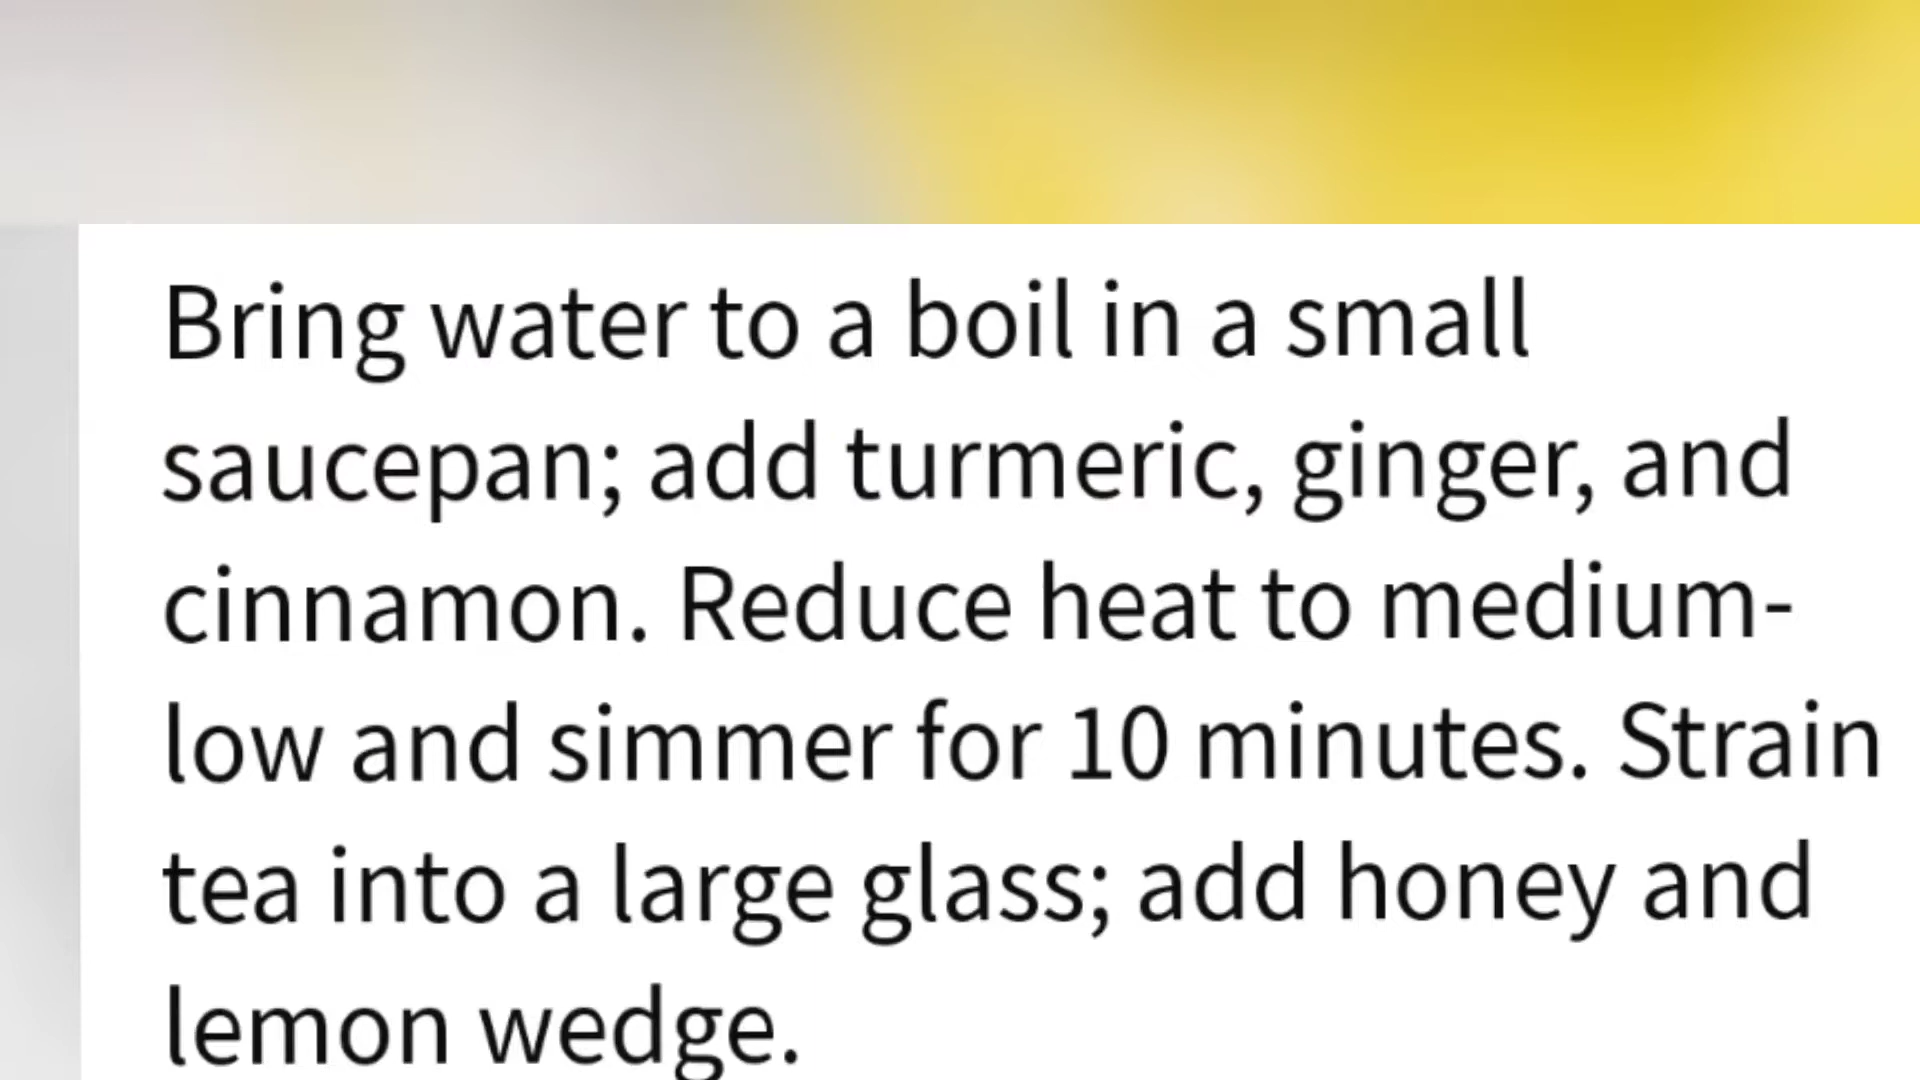 Bring water to a boil in a small
saucepan; add turmeric, ginger, and
cinnamon. Reduce heat to medium-
low and simmer for 10 minutes. Strain
tea into a large glass; add honey and
lemon wedge.